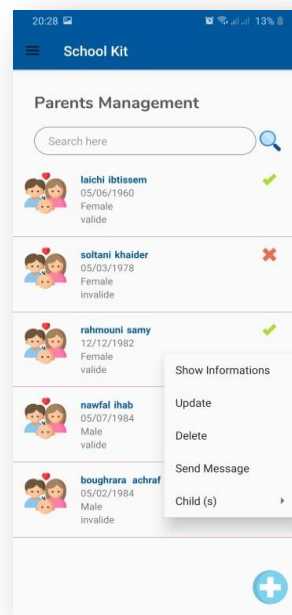 20:28 13%
School Kit
Parents Management
Search here
laichi ibtissem
05/06/1960
Female
valide
soltani khaider
05/03/1978
Female
invalide
rahmouni samy
12/12/1982
Female
valide
nawfal ihab
05/07/1984
Male
valide
boughrara achraf
05/02/1984
Male
invalide
Show Informations
Update
Delete
Send Message
Child (s)